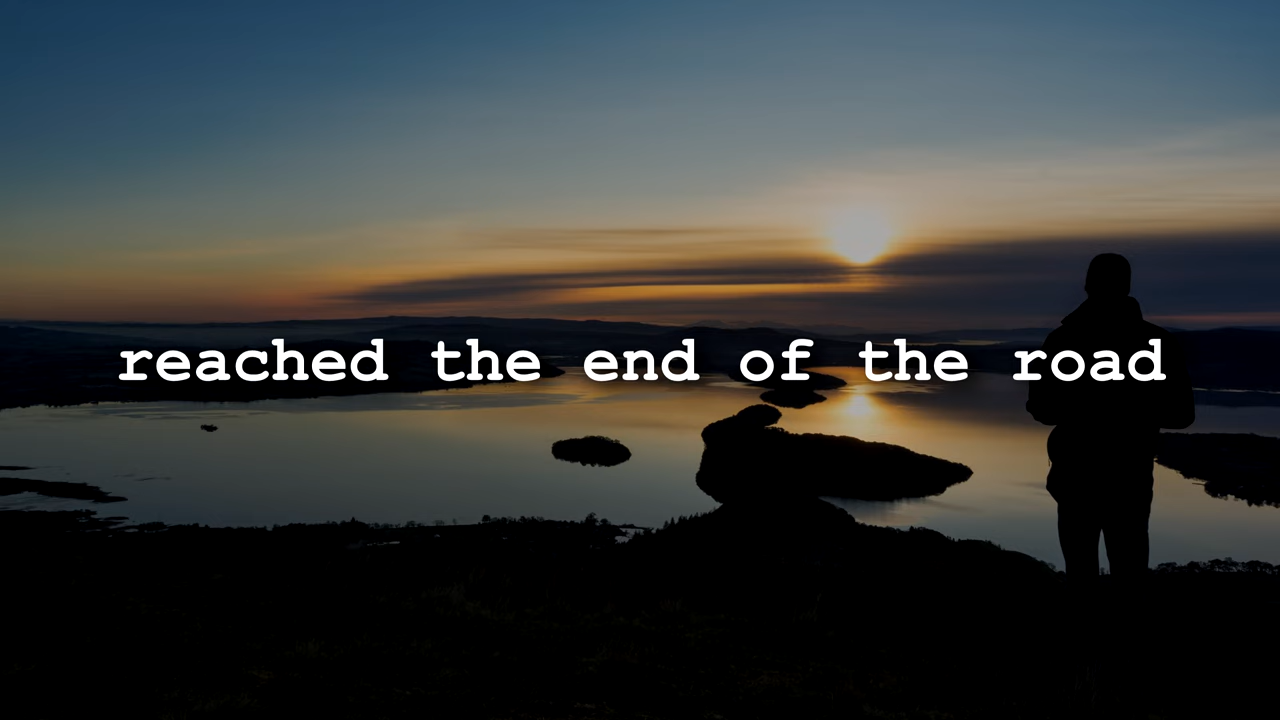 reached the end of the road